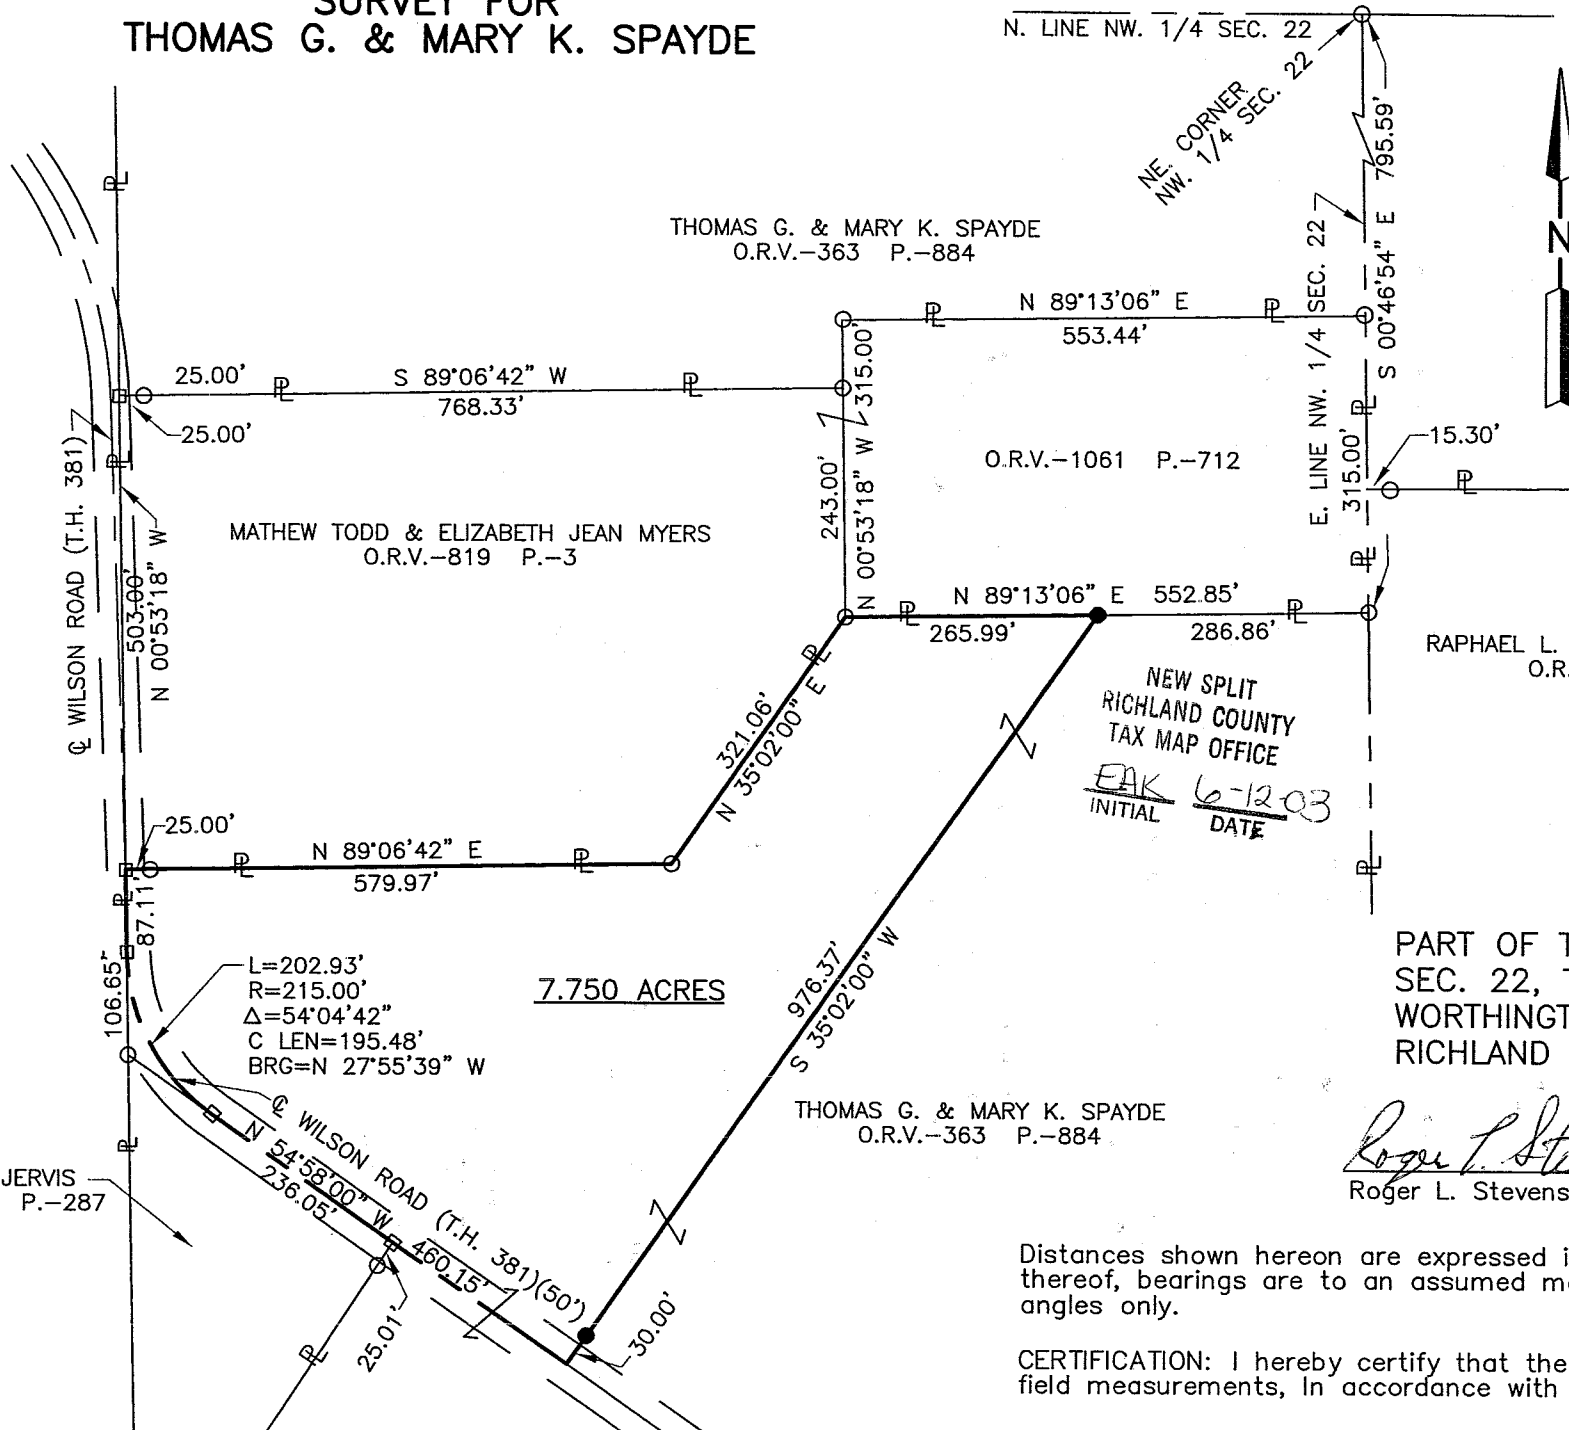 SURVEY FOR
THOMAS G. & MARY K. SPAYDE
N. LINE NW. 1/4 SEC. 22
NE. CORNER
NW. 1/4 SEC. 22
795.59'
S 00°46'54" E
E. LINE NW. 1/4 SEC. 22
N
THOMAS G. & MARY K. SPAYDE
O.R.V.-363 P.-884
N 89°13'06" E
553.44'
315.00'
25.00'
S 89°06'42" W
768.33'
25.00'
15.30'
315.00'
O.R.V.-1061 P.-712
243.00'
N 00°53'18" W
MATHEW TODD & ELIZABETH JEAN MYERS
O.R.V.-819 P.-3
℄ WILSON ROAD (T.H. 381)
503.00'
N 00°53'18" W
N 89°13'06" E 552.85'
265.99'
286.86'
RAPHAEL L.
O.R.
321.06'
N 35°02'00" E
NEW SPLIT
RICHLAND COUNTY
TAX MAP OFFICE
EAK 6-12-03
INITIAL DATE
25.00'
N 89°06'42" E
579.97'
87.11'
106.65"
L=202.93'
R=215.00'
Δ=54°04'42"
C LEN=195.48'
BRG=N 27°55'39" W
7.750 ACRES
976.37'
S 35°02'00" W
PART OF T
SEC. 22, T
WORTHINGT
RICHLAND
℄ WILSON ROAD (T.H. 381)(50')
N 54°58'00" W 460.15'
236.05'
THOMAS G. & MARY K. SPAYDE
O.R.V.-363 P.-884
JERVIS
P.-287
25.01'
30.00'
Roger L. Ste
Roger L. Stevens
Distances shown hereon are expressed i
thereof, bearings are to an assumed m
angles only.
CERTIFICATION: I hereby certify that the
field measurements, In accordance with